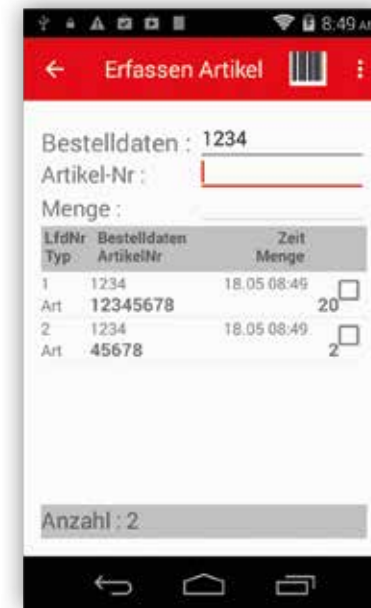 8:49 AM
Erfassen Artikel
Bestelldaten : 1234
Artikel-Nr :
Menge :
LfdNr Bestelldaten Zeit
Typ ArtikelNr Menge
1 1234 18.05 08:49
Art 12345678 20
2 1234 18.05 08:49
Art 45678 2
Anzahl : 2